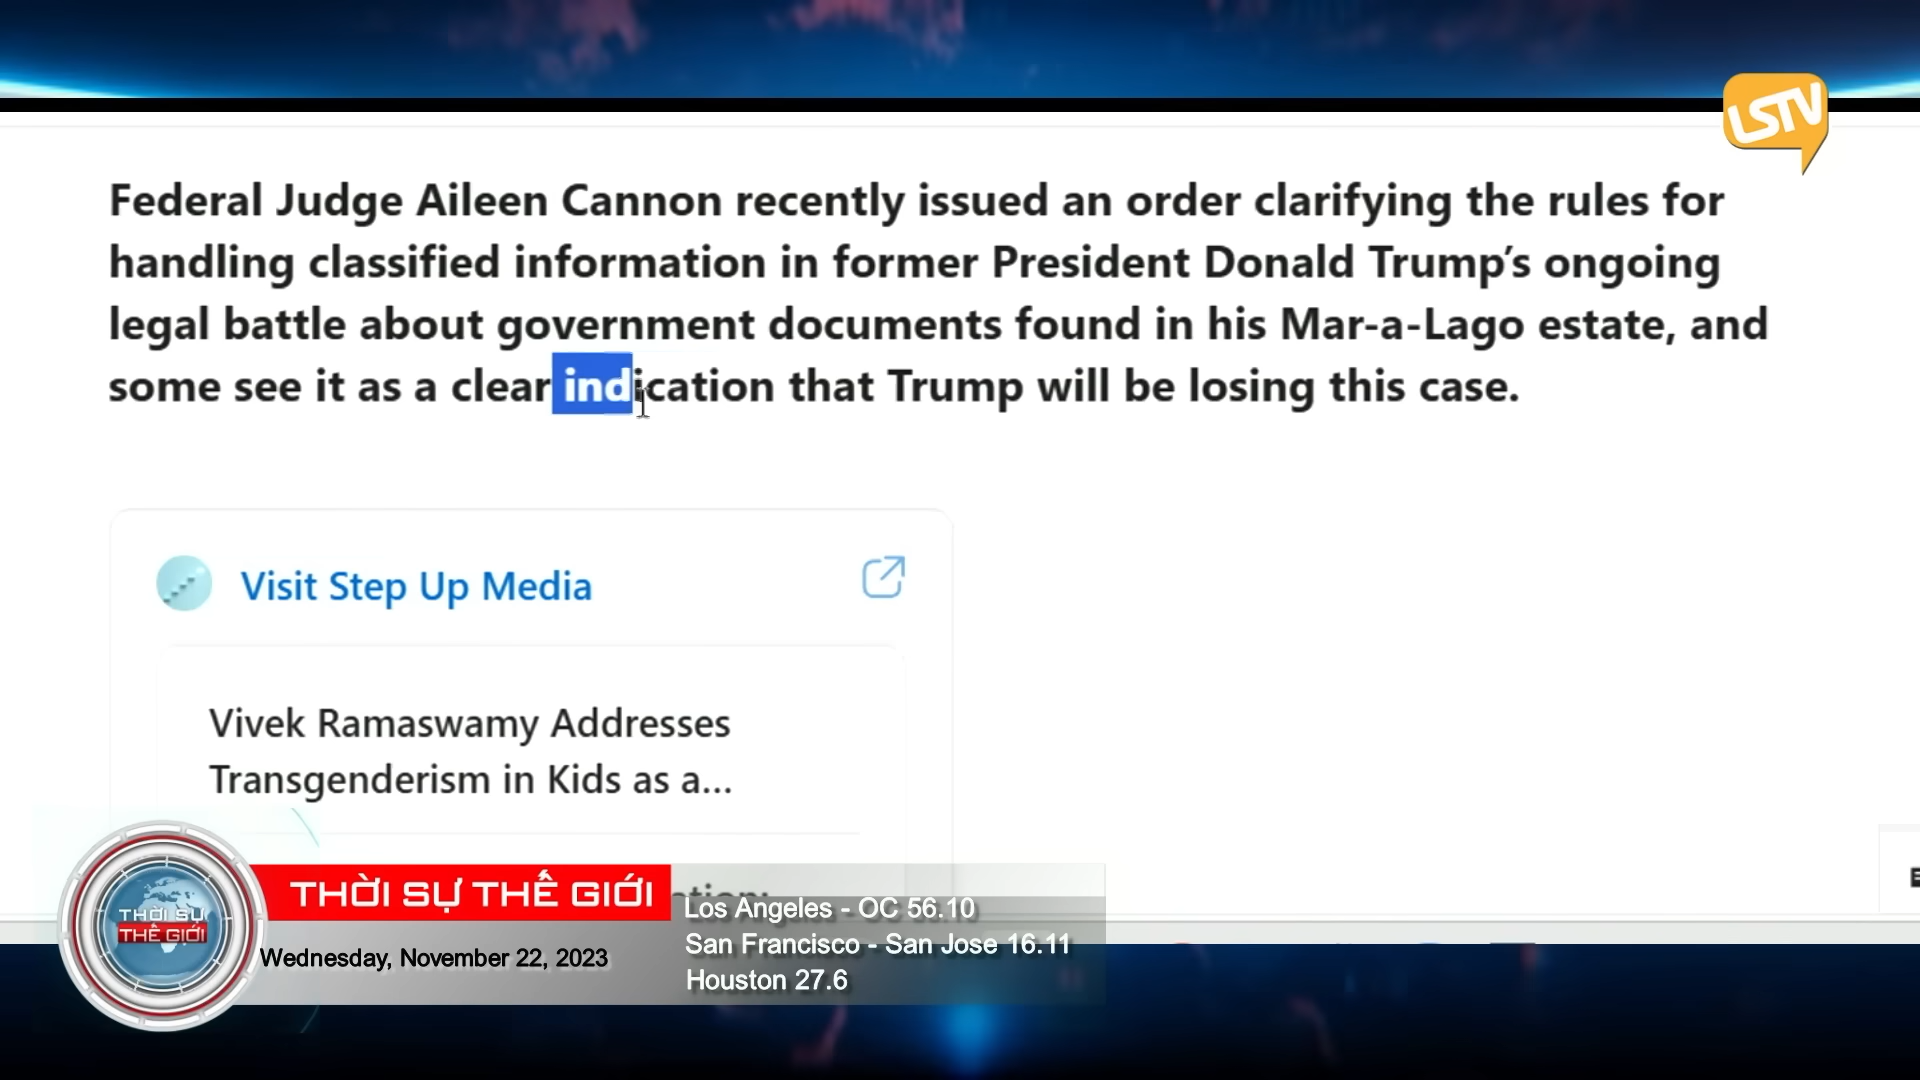 LSTV
Federal Judge Aileen Cannon recently issued an order clarifying the rules for
handling classified information in former President Donald Trump’s ongoing
legal battle about government documents found in his Mar-a-Lago estate, and
some see it as a clear indication that Trump will be losing this case.
Visit Step Up Media
Vivek Ramaswamy Addresses
Transgenderism in Kids as a...
THỜI SỰ THẾ GIỚI
Wednesday, November 22, 2023
THỜI SỰ
THẾ GIỚI
Los Angeles - OC 56.10
San Francisco - San Jose 16.11
Houston 27.6